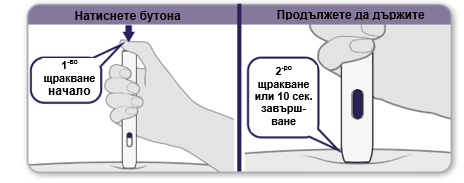 Натиснете бутона
1-во
щракване
начало
Продължете да държите
2-ро
щракване
или 10 сек.
завърш-
ване